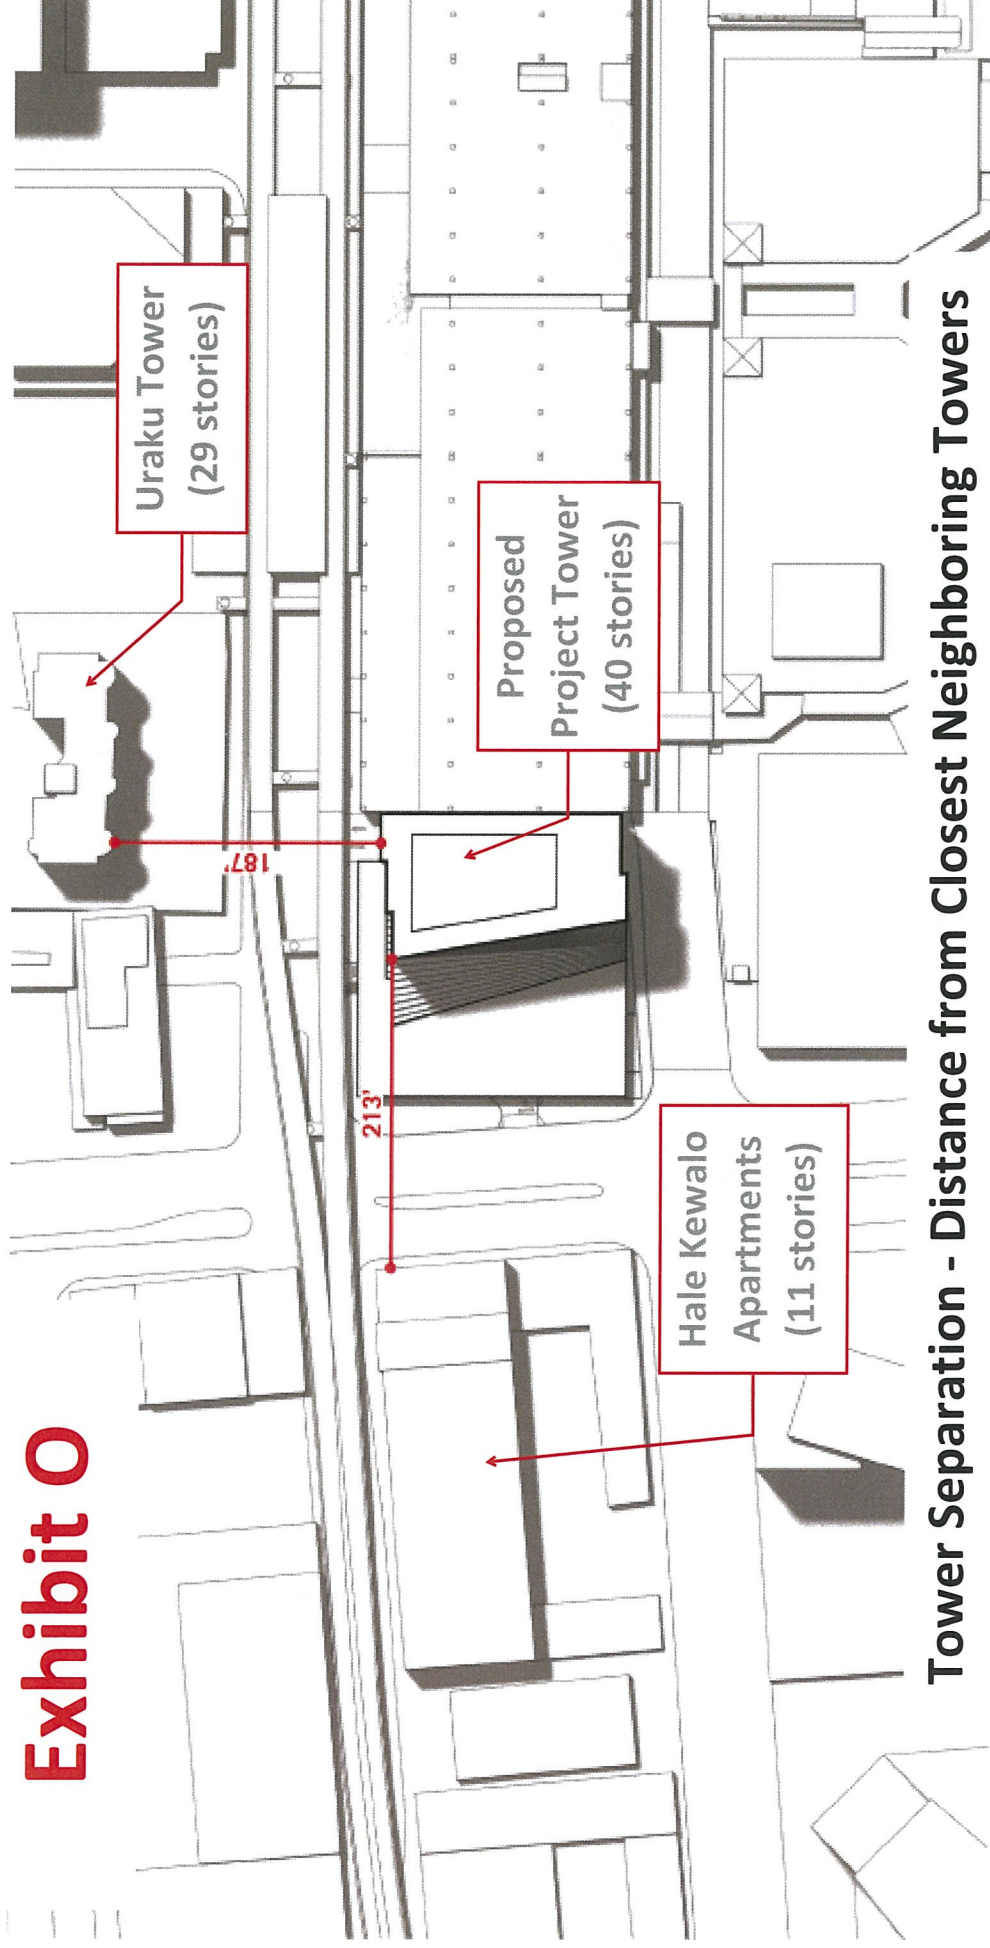 Exhibit O
Uraku Tower
(29 stories)
187'
Proposed
Project Tower
(40 stories)
213'
Hale Kewalo
Apartments
(11 stories)
Tower Separation - Distance from Closest Neighboring Towers